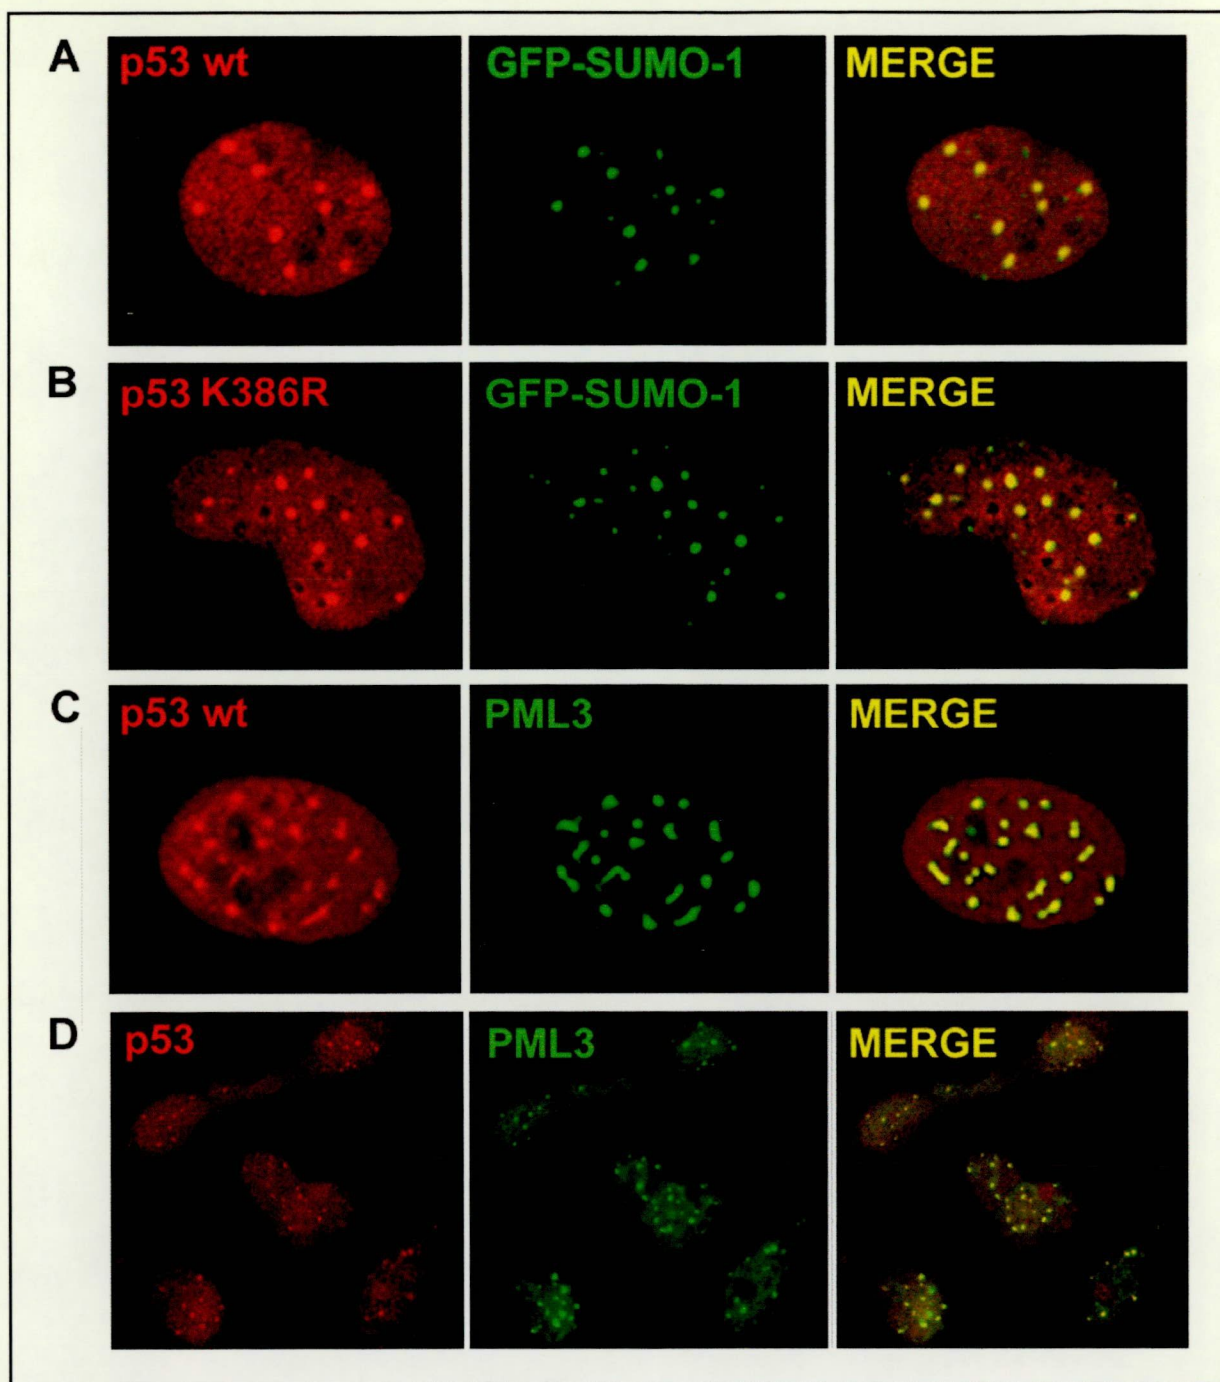 A
p53 wt
GFP-SUMO-1
MERGE
B
p53 K386R
GFP-SUMO-1
MERGE
C
p53 wt
PML3
MERGE
D
p53
PML3
MERGE